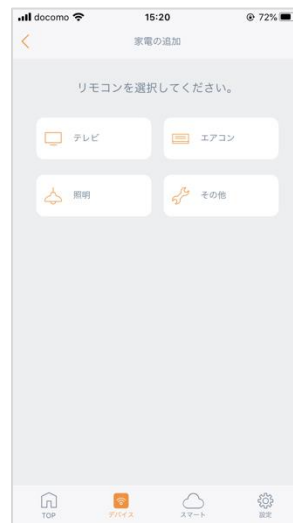 docomo 15:20 72%
家電の追加
リモコンを選択してください。
テレビ エアコン
照明 その他
TOP デバイス スマート 設定